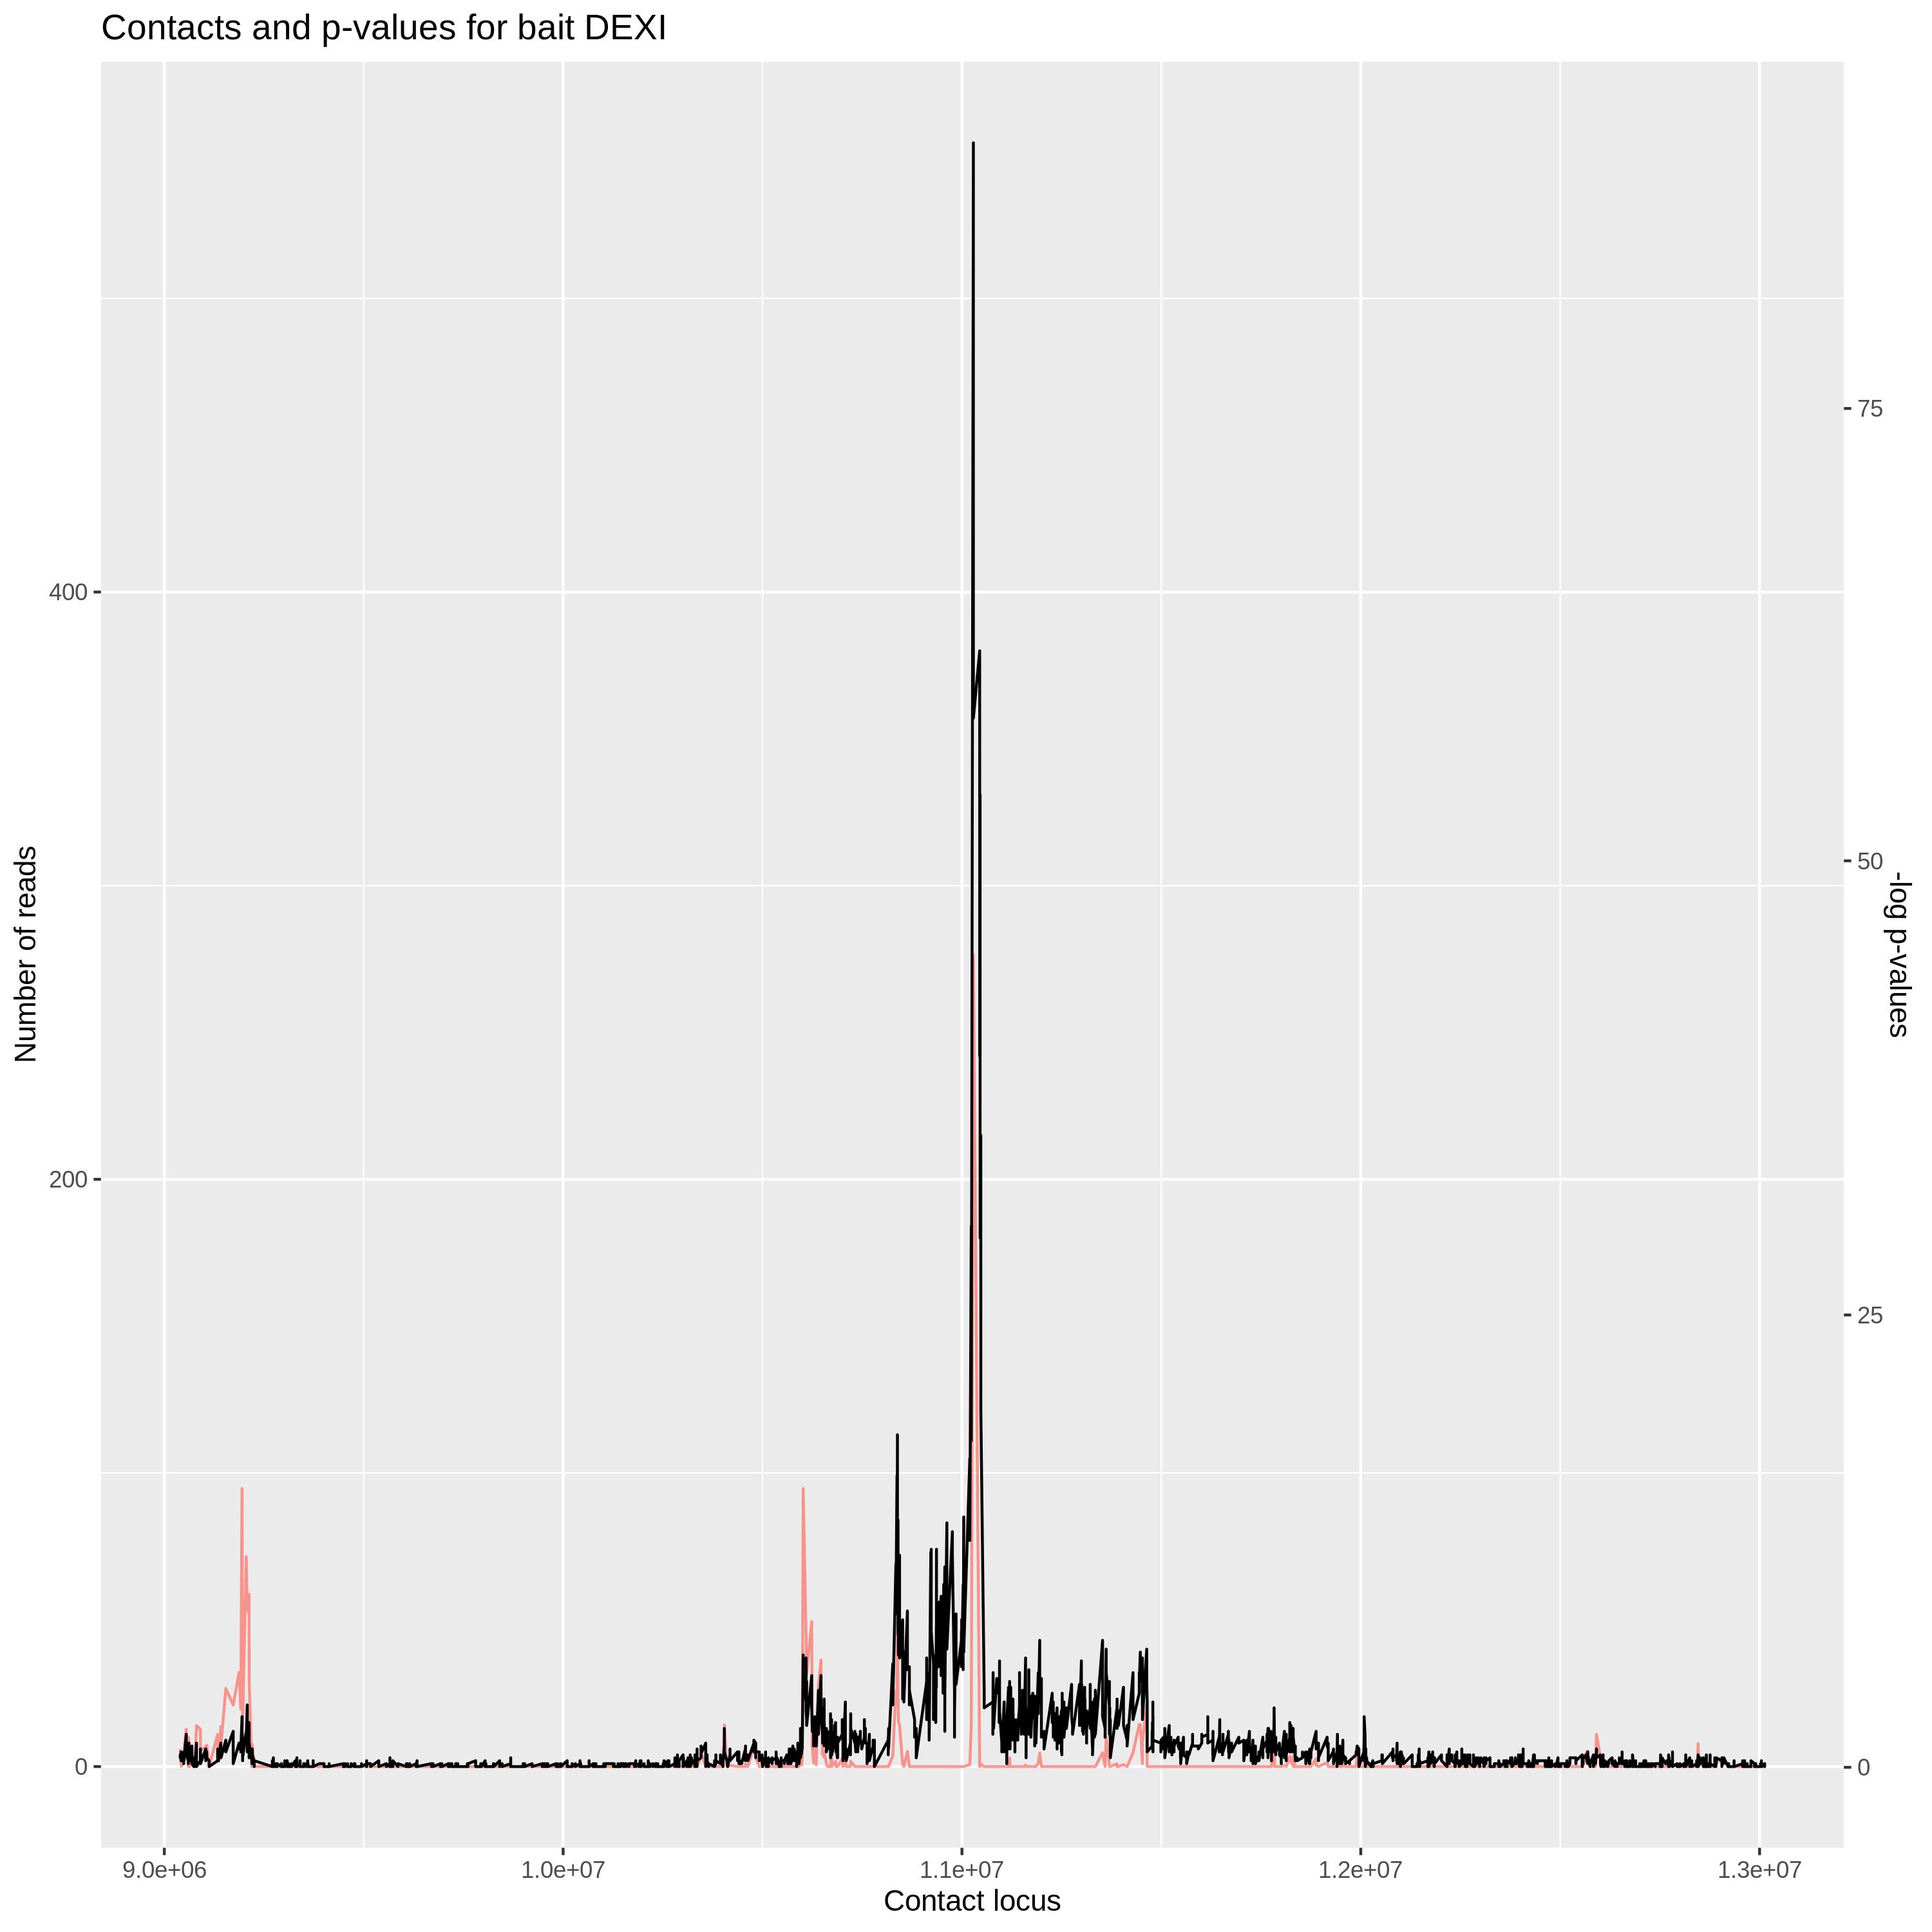 Contacts and p-values for bait DEXI
Number of reads
400
200
0
75
50
25
0
-log p-values
9.0e+06 1.0e+07 1.1e+07 1.2e+07 1.3e+07
Contact locus